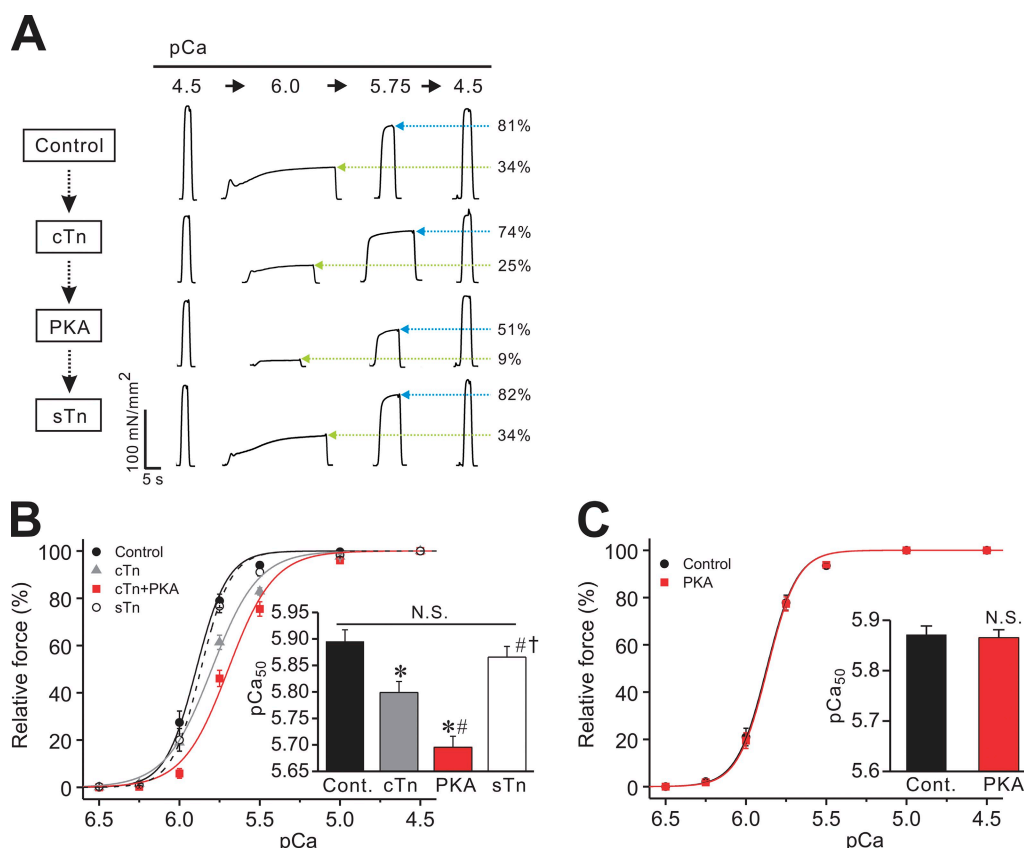 A
pCa
4.5 → 6.0 → 5.75 → 4.5
Control
81%
34%
cTn
74%
25%
PKA
51%
9%
sTn
82%
34%
100 mN/mm2
5 s
B
Relative force (%)
100
80
60
40
20
0
6.5 6.0 5.5 5.0 4.5
pCa
Control
cTn
cTn+PKA
sTn
pCa50
5.95
5.90
5.85
5.80
5.75
5.70
5.65
N.S.
*
*#
#†
Cont. cTn PKA sTn
C
Relative force (%)
100
80
60
40
20
0
6.5 6.0 5.5 5.0 4.5
pCa
Control
PKA
pCa50
5.9
5.8
5.7
5.6
N.S.
Cont. PKA